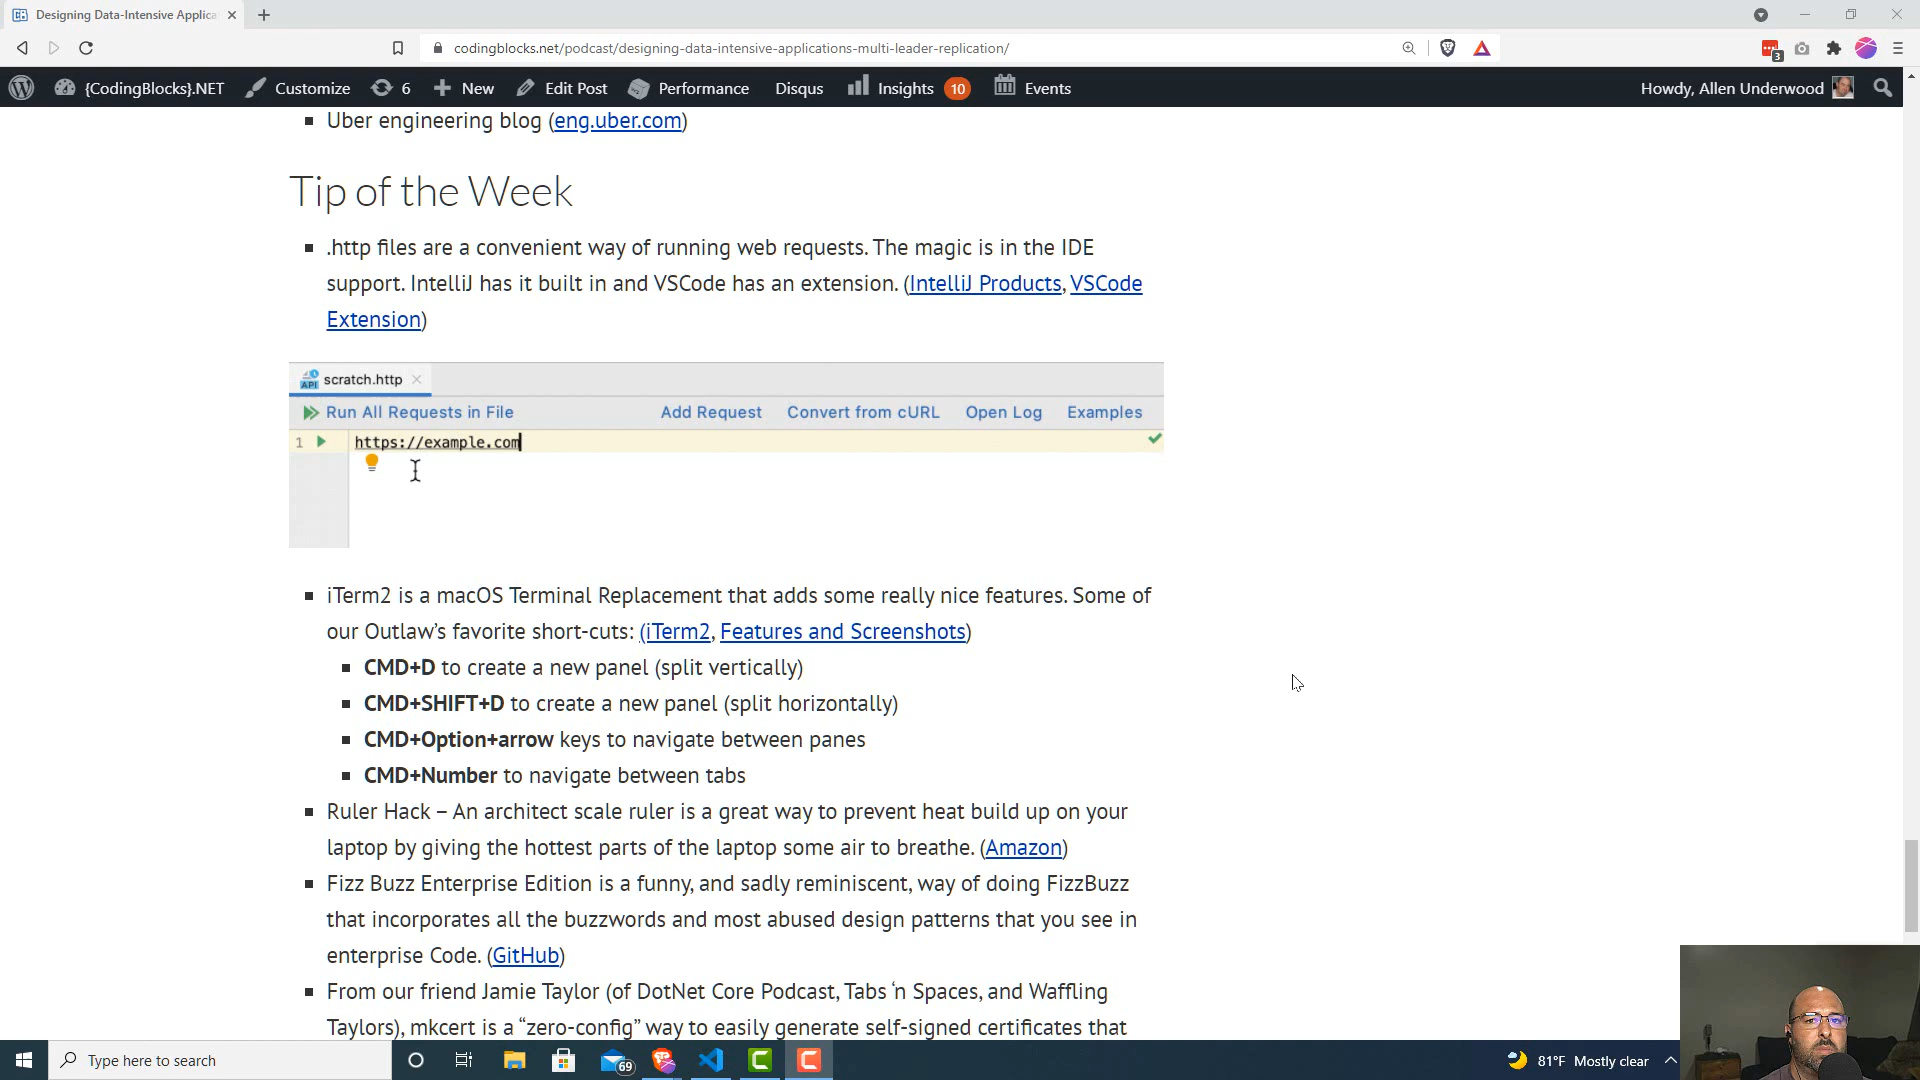 Designing Data-Intensive Applica
codingblocks.net/podcast/designing-data-intensive-applications-multi-leader-replication/
3
{CodingBlocks}.NET Customize 6 New Edit Post Performance Disqus Insights 10 Events Howdy, Allen Underwood
Uber engineering blog (eng.uber.com)
Tip of the Week
.http files are a convenient way of running web requests. The magic is in the IDE
support. IntelliJ has it built in and VSCode has an extension. (IntelliJ Products, VSCode
Extension)
API scratch.http
Run All Requests in File Add Request Convert from cURL Open Log Examples
1 https://example.com
iTerm2 is a macOS Terminal Replacement that adds some really nice features. Some of
our Outlaw’s favorite short-cuts: (iTerm2, Features and Screenshots)
CMD+D to create a new panel (split vertically)
CMD+SHIFT+D to create a new panel (split horizontally)
CMD+Option+arrow keys to navigate between panes
CMD+Number to navigate between tabs
Ruler Hack – An architect scale ruler is a great way to prevent heat build up on your
laptop by giving the hottest parts of the laptop some air to breathe. (Amazon)
Fizz Buzz Enterprise Edition is a funny, and sadly reminiscent, way of doing FizzBuzz
that incorporates all the buzzwords and most abused design patterns that you see in
enterprise Code. (GitHub)
From our friend Jamie Taylor (of DotNet Core Podcast, Tabs ‘n Spaces, and Waffling
Taylors), mkcert is a “zero-config” way to easily generate self-signed certificates that
Type here to search 69 81°F Mostly clear